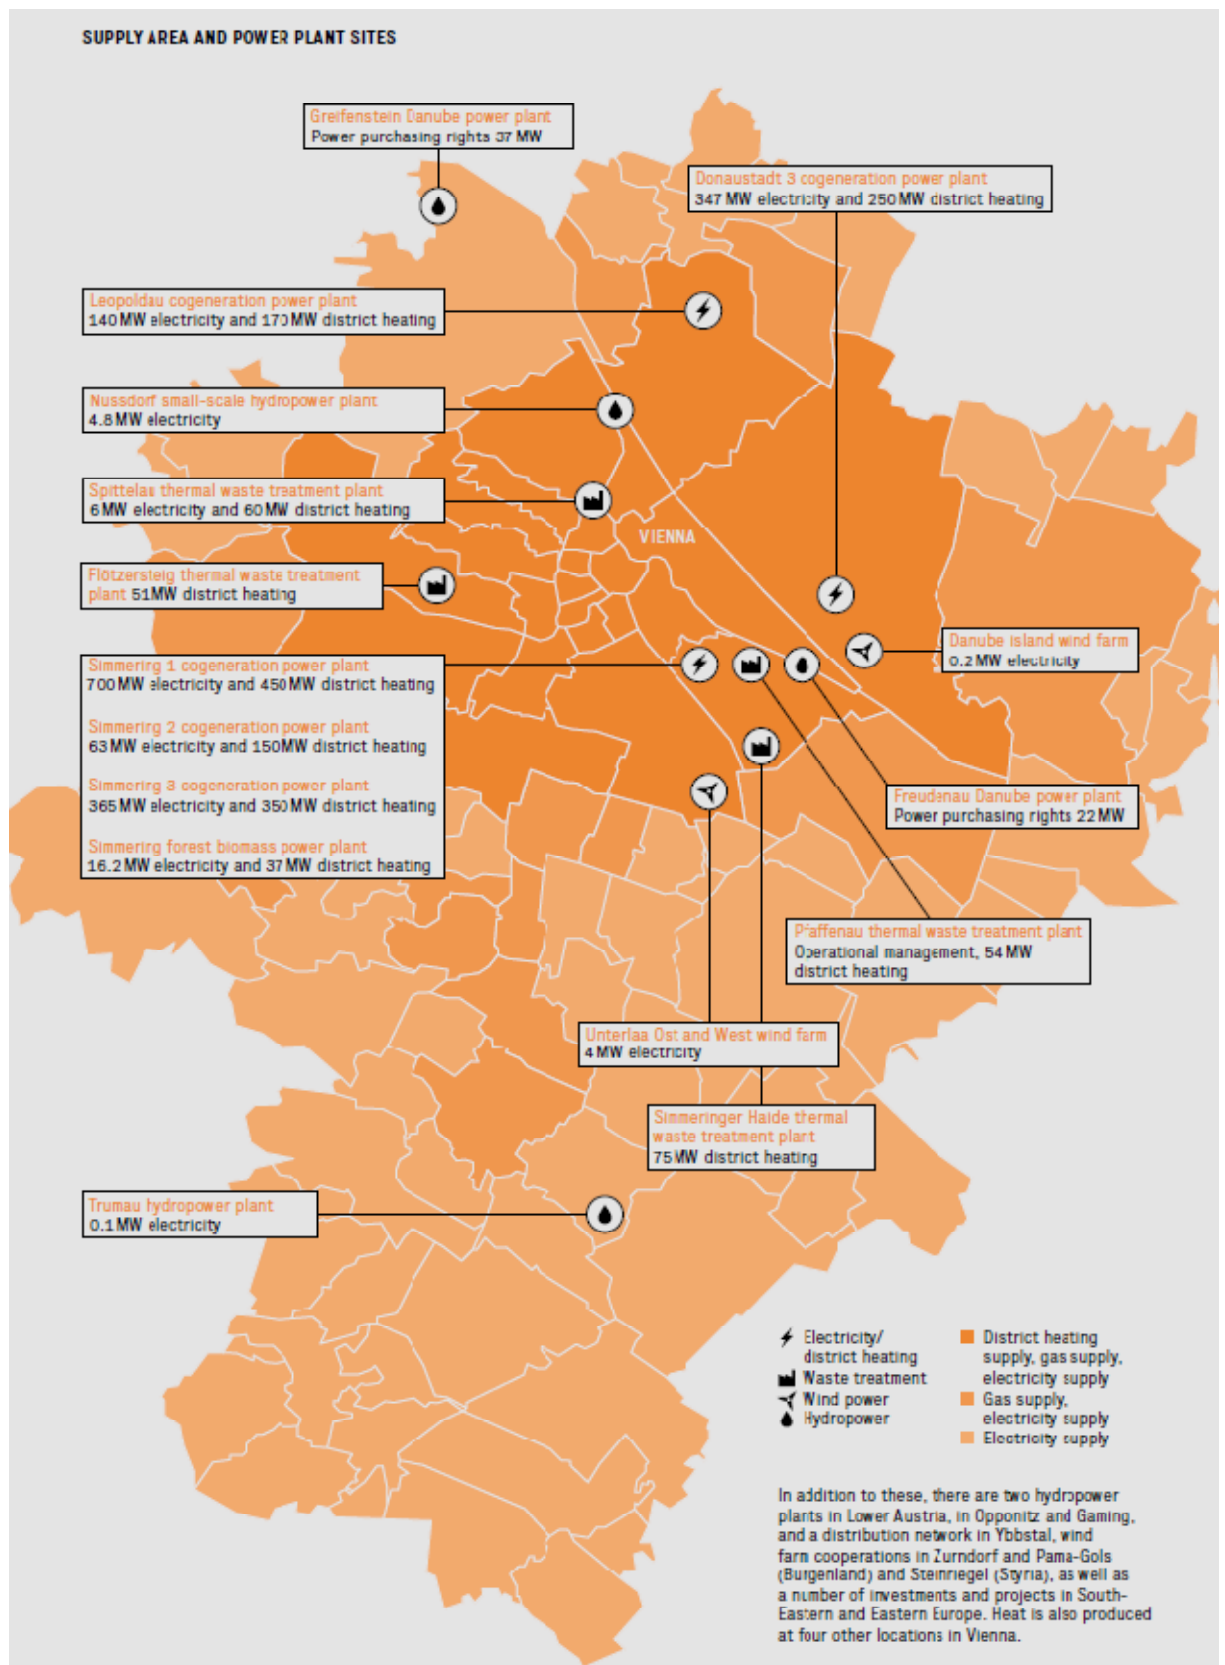 SUPPLY AREA AND POWER PLANT SITES
Greifenstein Danube power plant
Power purchasing rights 37 MW
Donaustadt 3 cogeneration power plant
347 MW electricity and 250 MW district heating
Leopoldau cogeneration power plant
140 MW electricity and 170 MW district heating
Nussdorf small-scale hydropower plant
4.8 MW electricity
Spittelau thermal waste treatment plant
6 MW electricity and 60 MW district heating
VIENNA
Flötzersteig thermal waste treatment
plant 51 MW district heating
Danube island wind farm
0.2 MW electricity
Simmering 1 cogeneration power plant
700 MW electricity and 450 MW district heating
Simmering 2 cogeneration power plant
63 MW electricity and 150 MW district heating
Simmering 3 cogeneration power plant
365 MW electricity and 350 MW district heating
Simmering forest biomass power plant
16.2 MW electricity and 37 MW district heating
Freudenau Danube power plant
Power purchasing rights 22 MW
Pfaffenau thermal waste treatment plant
Operational management, 54 MW
district heating
Unterlaa Ost and West wind farm
4 MW electricity
Simmeringer Haide thermal
waste treatment plant
75 MW district heating
Trumau hydropower plant
0.1 MW electricity
Electricity/
district heating
Waste treatment
Wind power
Hydropower
District heating
supply, gas supply,
electricity supply
Gas supply,
electricity supply
Electricity supply
In addition to these, there are two hydropower
plants in Lower Austria, in Opponitz and Gaming,
and a distribution network in Ybbstal, wind
farm cooperations in Zurndorf and Pama-Gols
(Burgenland) and Steinriegel (Styria), as well as
a number of investments and projects in South-
Eastern and Eastern Europe. Heat is also produced
at four other locations in Vienna.